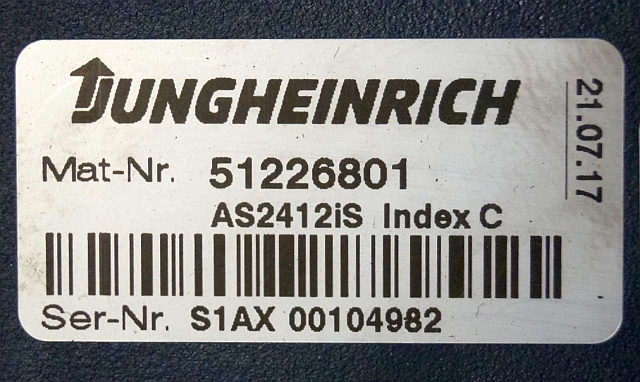 JUNGHEINRICH
21.07.17
Mat-Nr. 51226801
AS2412iS Index C
Ser-Nr. S1AX 00104982